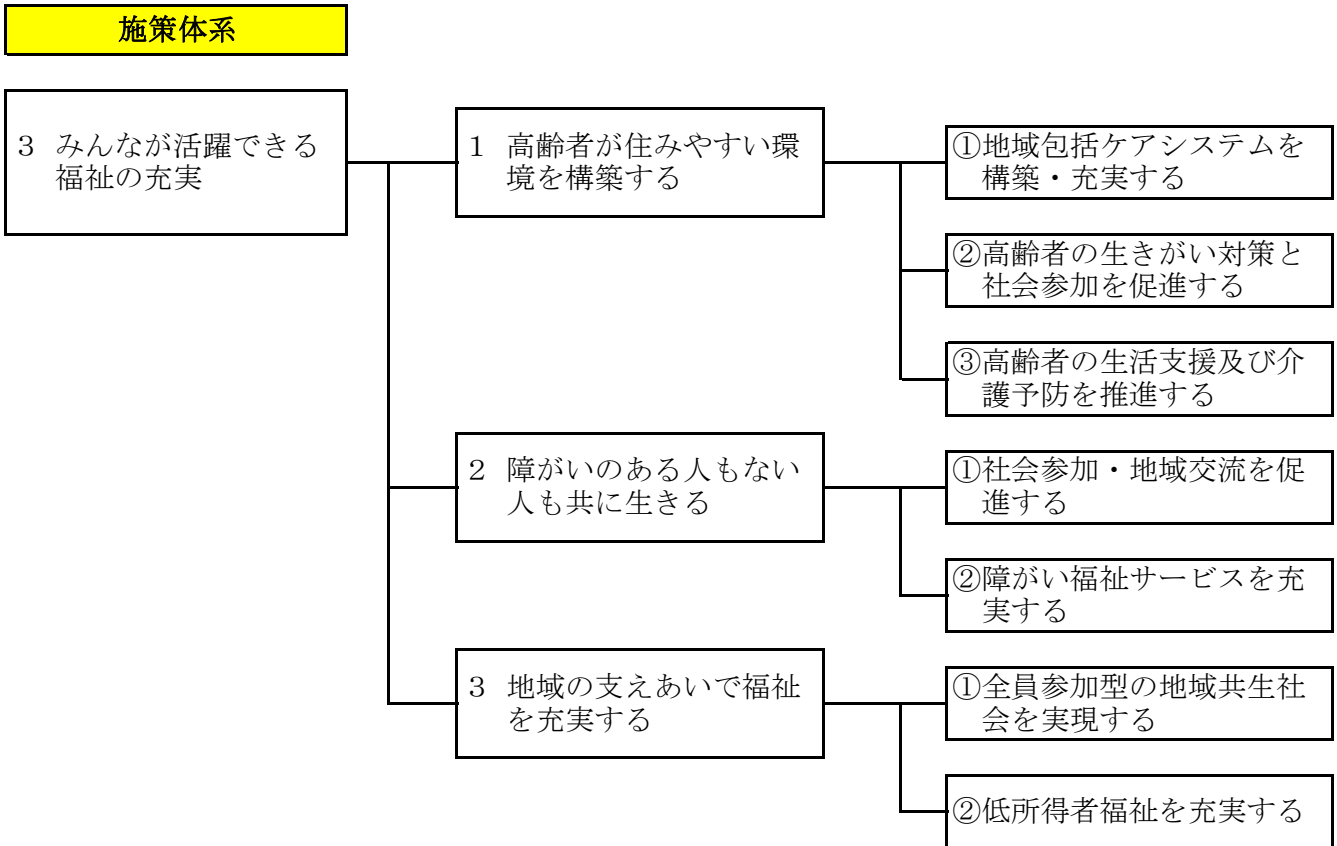 施策体系
3 みんなが活躍できる
福祉の充実
1 高齢者が住みやすい環
境を構築する
①地域包括ケアシステムを
構築・充実する
②高齢者の生きがい対策と
社会参加を促進する
③高齢者の生活支援及び介
護予防を推進する
2 障がいのある人もない
人も共に生きる
①社会参加・地域交流を促
進する
②障がい福祉サービスを充
実する
3 地域の支えあいで福祉
を充実する
①全員参加型の地域共生社
会を実現する
②低所得者福祉を充実する